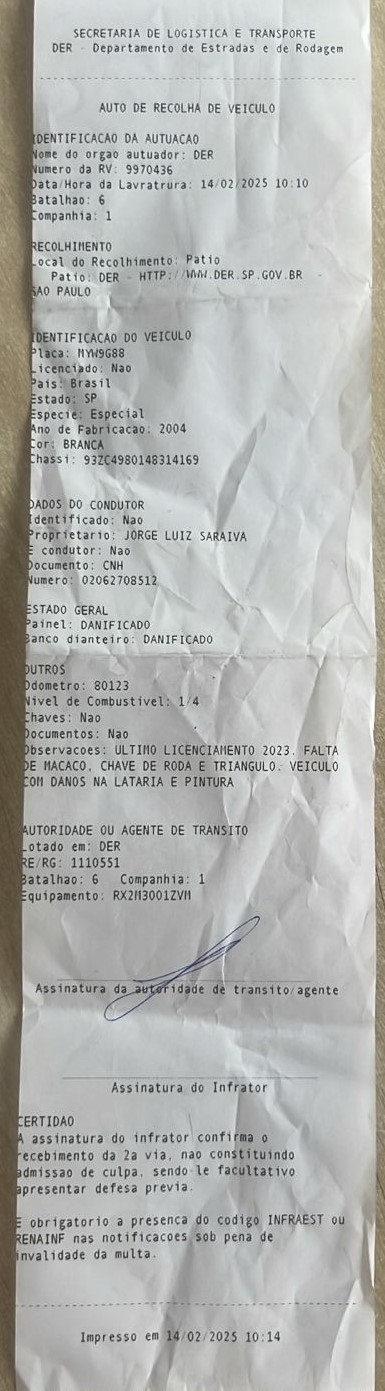 SECRETARIA DE LOGISTICA E TRANSPORTE
DER - Departamento de Estradas e de Rodagem
AUTO DE RECOLHA DE VEICULO
IDENTIFICACAO DA AUTUACAO
Nome do orgao autuador: DER
Numero da RV: 9970436
Data/Hora da Lavratrura: 14/02/2025 10:10
Batalhao: 6
Companhia: 1
RECOLHIMENTO
Local do Recolhimento: Patio
Patio: DER - HTTP://WWW.DER.SP.GOV.BR -
SAO PAULO
IDENTIFICACAO DO VEICULO
Placa: MYW9G88
Licenciado: Nao
Pais: Brasil
Estado: SP
Especie: Especial
Ano de Fabricacao: 2004
Cor: BRANCA
Chassi: 93ZC4980148314169
DADOS DO CONDUTOR
Identificado: Nao
Proprietario: JORGE LUIZ SARAIVA
E condutor: Nao
Documento: CNH
Numero: 02062708512
ESTADO GERAL
Painel: DANIFICADO
Banco dianteiro: DANIFICADO
OUTROS
Odometro: 80123
Nivel de Combustivel: 1/4
Chaves: Nao
Documentos: Nao
Observacoes: ULTIMO LICENCIAMENTO 2023. FALTA
DE MACACO, CHAVE DE RODA E TRIANGULO. VEICULO
COM DANOS NA LATARIA E PINTURA
AUTORIDADE OU AGENTE DE TRANSITO
Lotado em: DER
RE/RG: 1110551
Batalhao: 6 Companhia: 1
Equipamento: RX2M3001ZVM
Assinatura da autoridade de transito/agente
Assinatura do Infrator
CERTIDAO
A assinatura do infrator confirma o
recebimento da 2a via, nao constituindo
admissao de culpa, sendo-le facultativo
apresentar defesa previa.
E obrigatorio a presenca do codigo INFRAEST ou
RENAINF nas notificacoes sob pena de
invalidade da multa.
Impresso em 14/02/2025 10:14